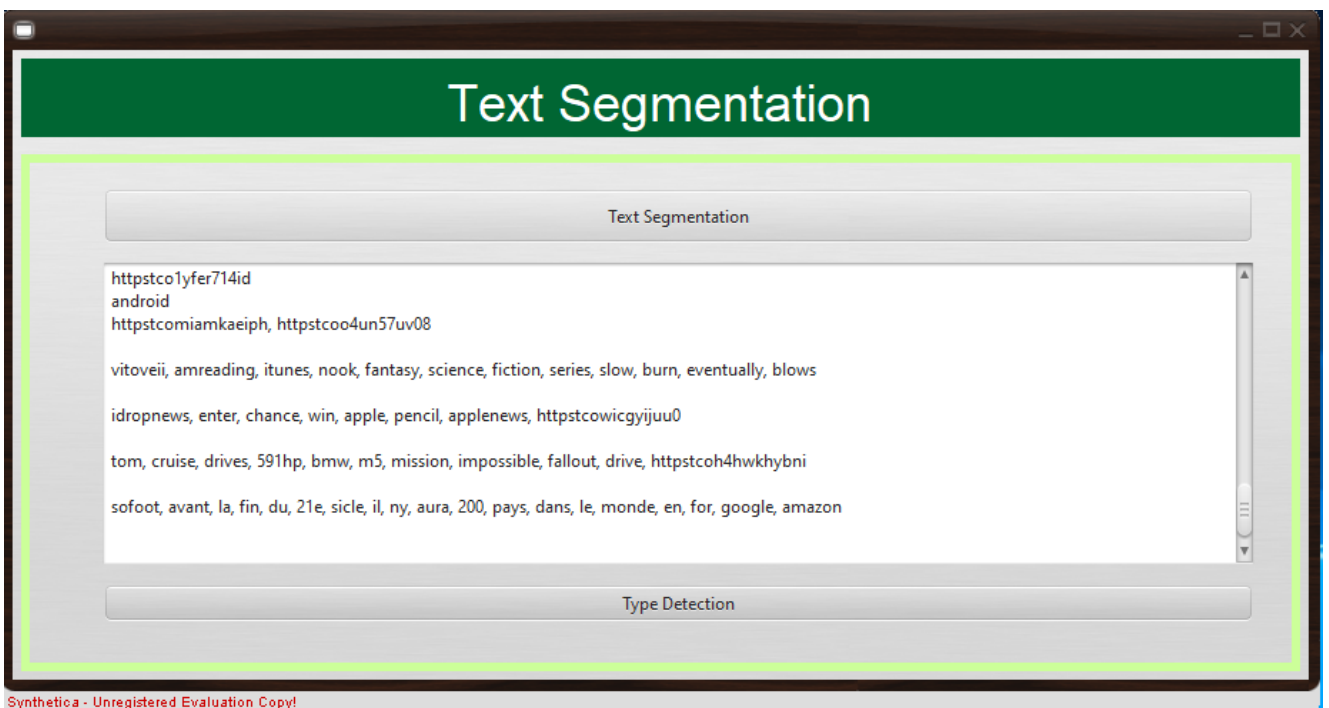 Text Segmentation
Text Segmentation
httpstco1yfer714id
android
httpstcomiamkaeiph, httpstcoo4un57uv08
vitoveii, amreading, itunes, nook, fantasy, science, fiction, series, slow, burn, eventually, blows
idropnews, enter, chance, win, apple, pencil, applenews, httpstcowicgyijuu0
tom, cruise, drives, 591hp, bmw, m5, mission, impossible, fallout, drive, httpstcoh4hwkhybni
sofoot, avant, la, fin, du, 21e, sicle, il, ny, aura, 200, pays, dans, le, monde, en, for, google, amazon
Type Detection
Synthetica - Unregistered Evaluation Copy!